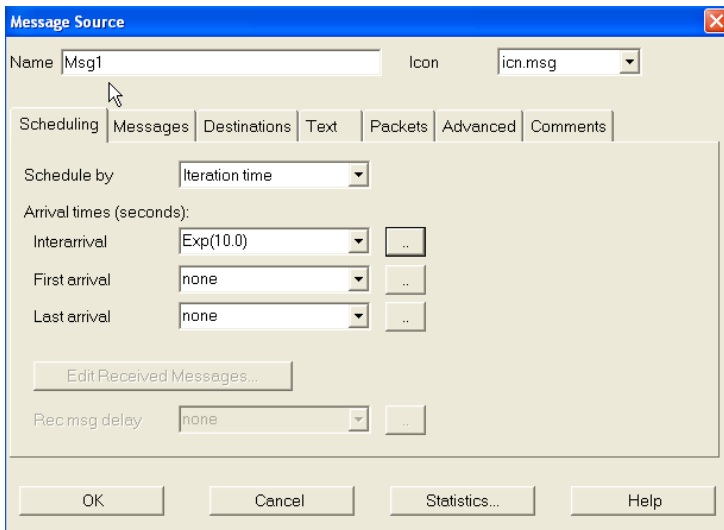 Message Source
Name Msg1 Icon icn.msg
Scheduling Messages Destinations Text Packets Advanced Comments
Schedule by Iteration time
Arrival times (seconds):
Interarrival Exp(10.0) ..
First arrival none ..
Last arrival none ..
Edit Received Messages...
Rec msg delay none ..
OK Cancel Statistics... Help